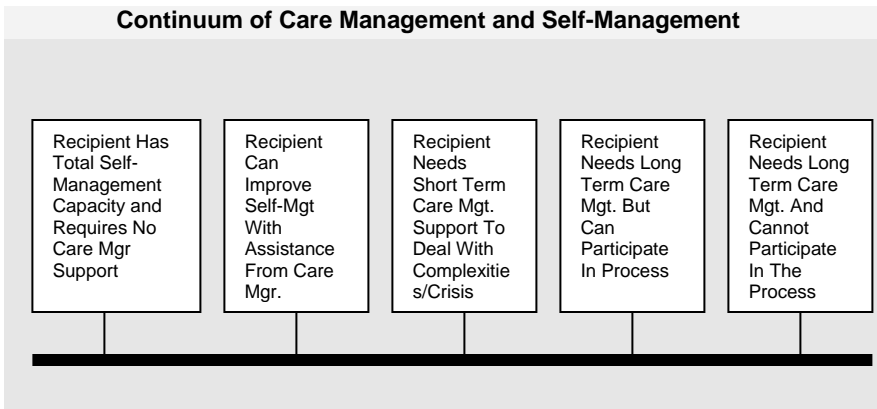 Continuum of Care Management and Self-Management
Recipient Has
Total Self-
Management
Capacity and
Requires No
Care Mgr
Support
Recipient
Can
Improve
Self-Mgt
With
Assistance
From Care
Mgr.
Recipient
Needs
Short Term
Care Mgt.
Support To
Deal With
Complexitie
s/Crisis
Recipient
Needs Long
Term Care
Mgt. But
Can
Participate
In Process
Recipient
Needs Long
Term Care
Mgt. And
Cannot
Participate
In The
Process